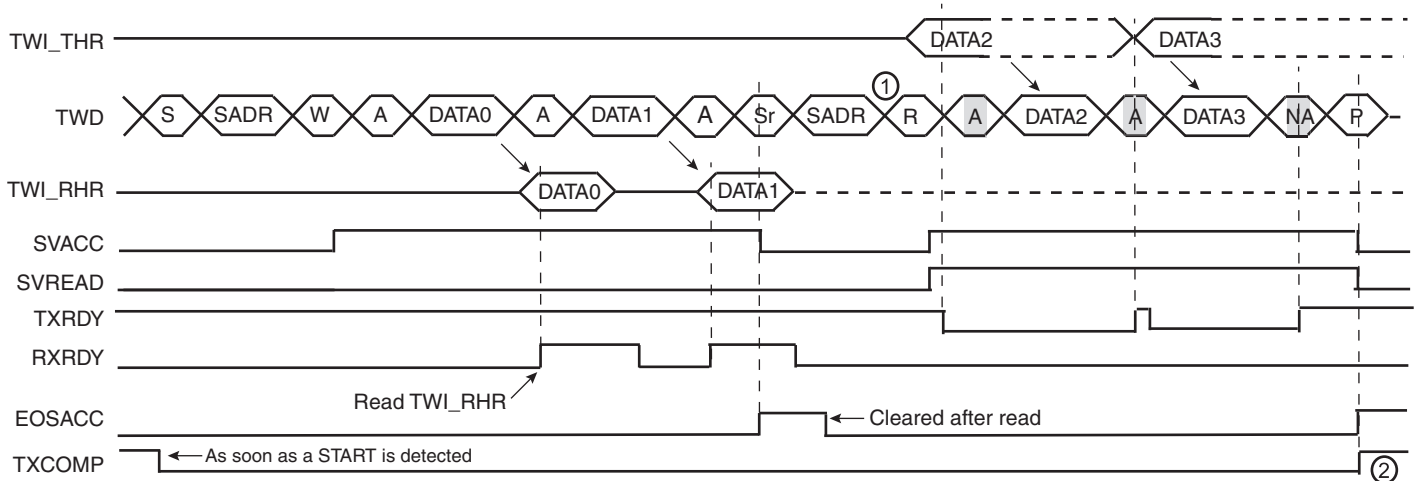 TWI_THR DATA2 DATA3
①
TWD S SADR W A DATA0 A DATA1 A Sr SADR R A DATA2 A DATA3 NA P
TWI_RHR DATA0 DATA1
SVACC
SVREAD
TXRDY
RXRDY
Read TWI_RHR
EOSACC Cleared after read
TXCOMP As soon as a START is detected ②